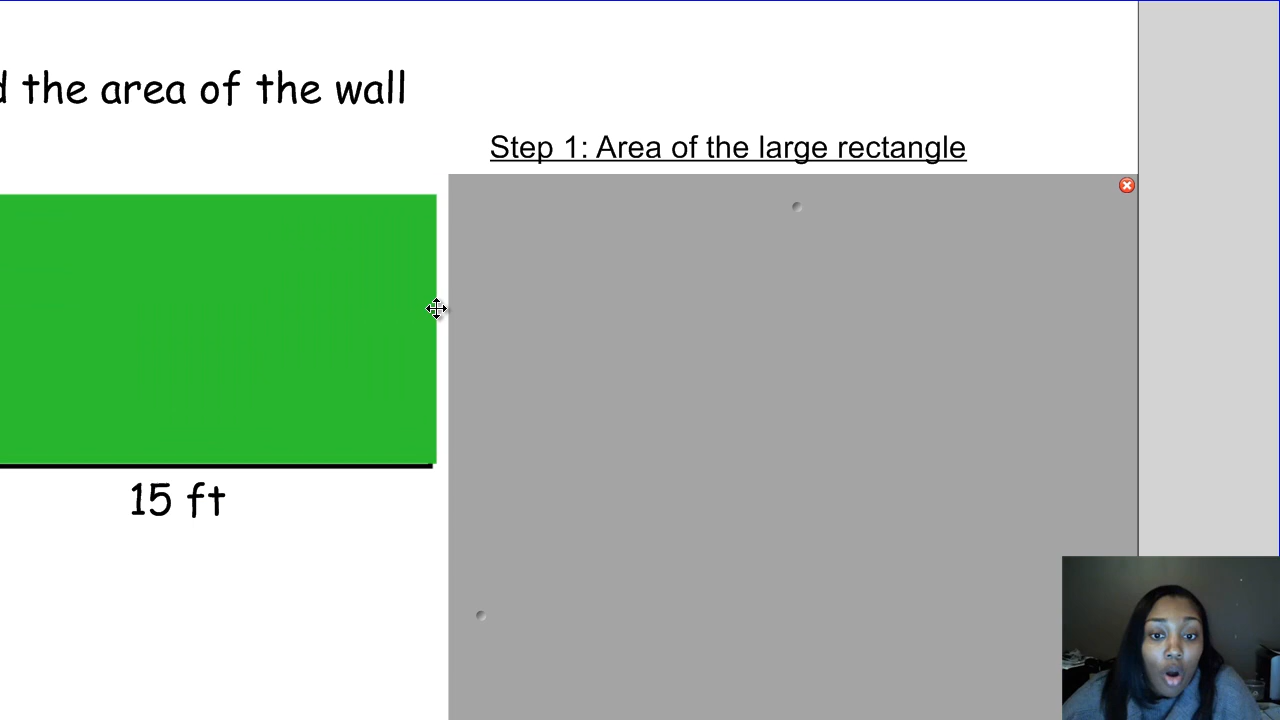 d the area of the wall
Step 1: Area of the large rectangle
15 ft